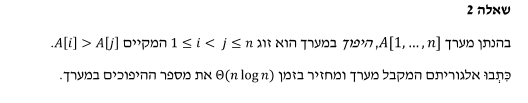 שאלה 2
בהנתן מערך A[1, … , n], היפוך במערך הוא זוג 1 ≤ i < j ≤ n המקיים A[i] > A[j].
כִּתְבוּ אלגוריתם המקבל מערך ומחזיר בזמן Θ(n log n) את מספר ההיפוכים במערך.